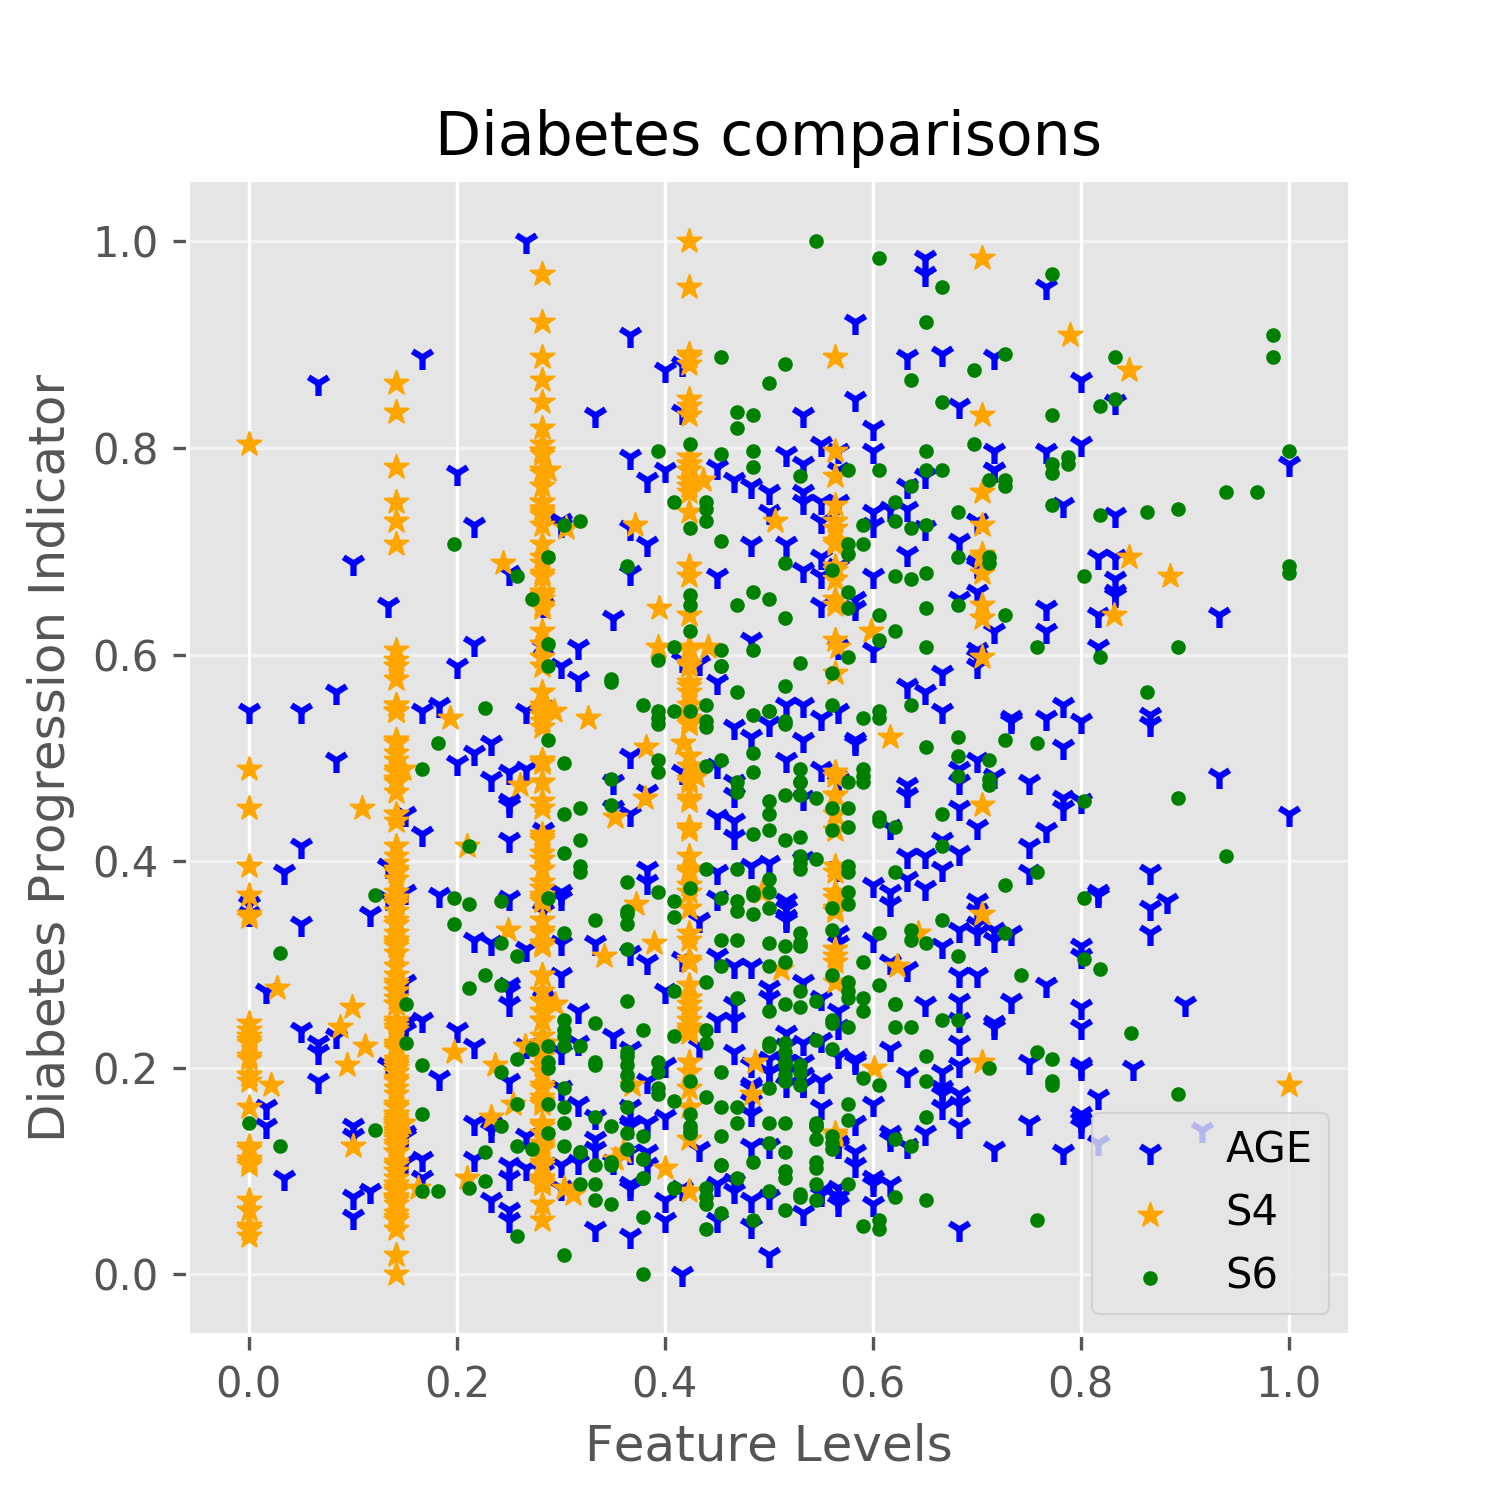 Diabetes comparisons
Diabetes Progression Indicator
1.0
0.8
0.6
0.4
0.2
0.0
AGE
S4
S6
0.0 0.2 0.4 0.6 0.8 1.0
Feature Levels